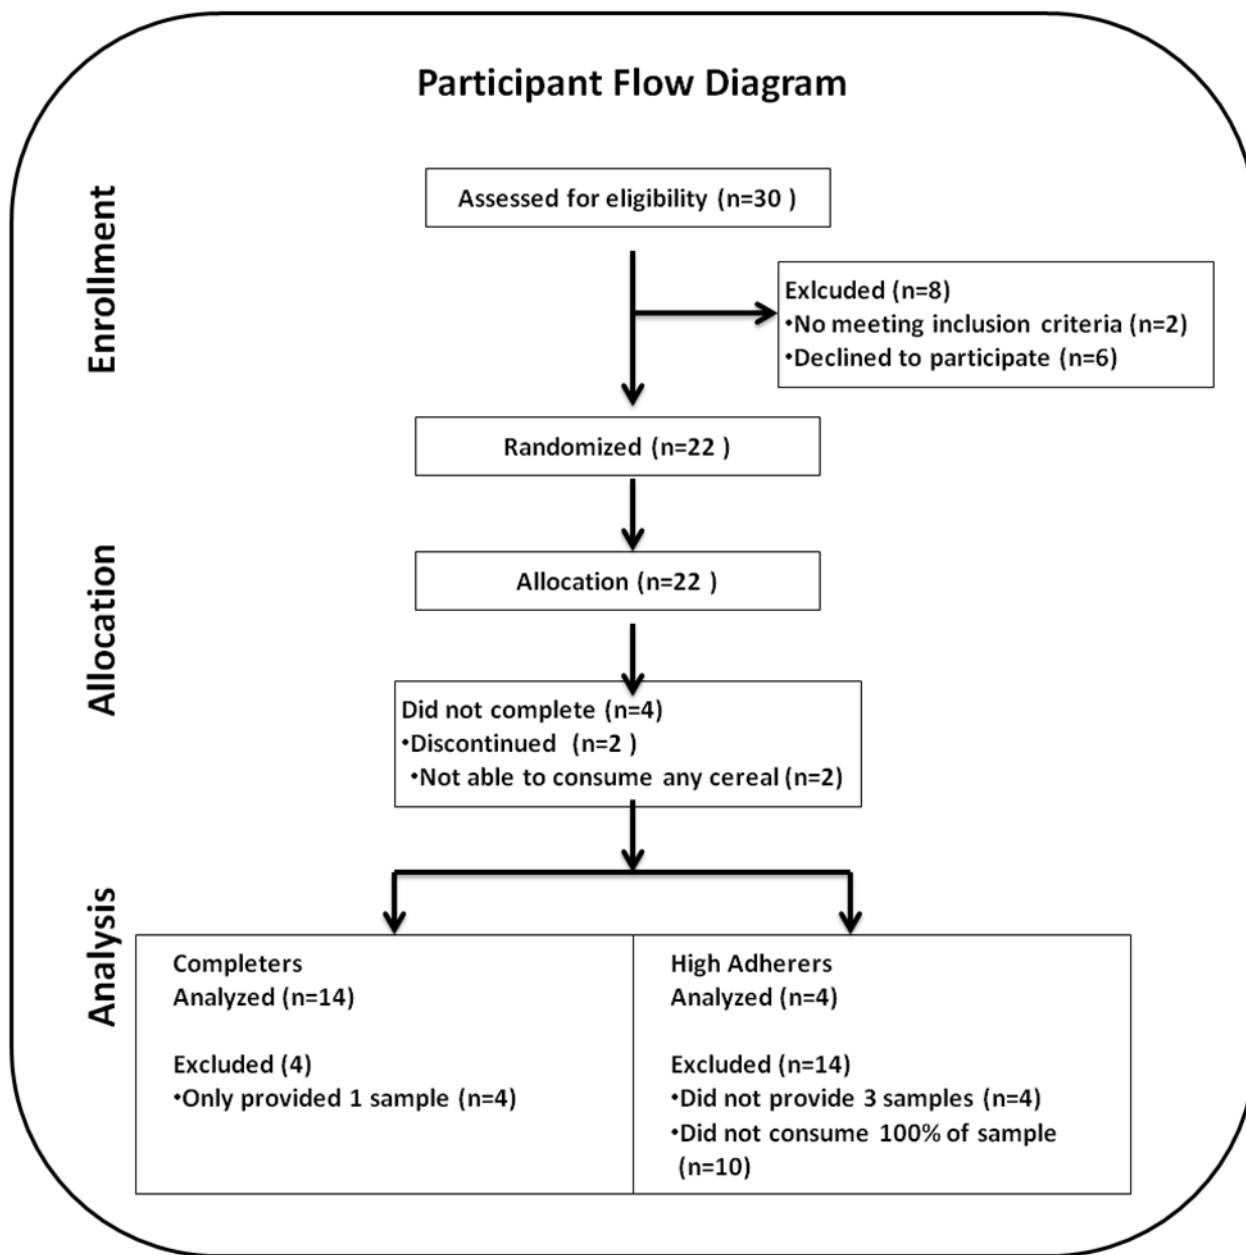 Participant Flow Diagram
Enrollment
Assessed for eligibility (n=30 )
Exlcuded (n=8)
•No meeting inclusion criteria (n=2)
•Declined to participate (n=6)
Randomized (n=22 )
Allocation
Allocation (n=22 )
Did not complete (n=4)
•Discontinued  (n=2 )
•Not able to consume any cereal (n=2)
Analysis
Completers
Analyzed (n=14)
Excluded (4)
•Only provided 1 sample (n=4)
High Adherers
Analyzed (n=4)
Excluded (n=14)
•Did not provide 3 samples (n=4)
•Did not consume 100% of sample
(n=10)